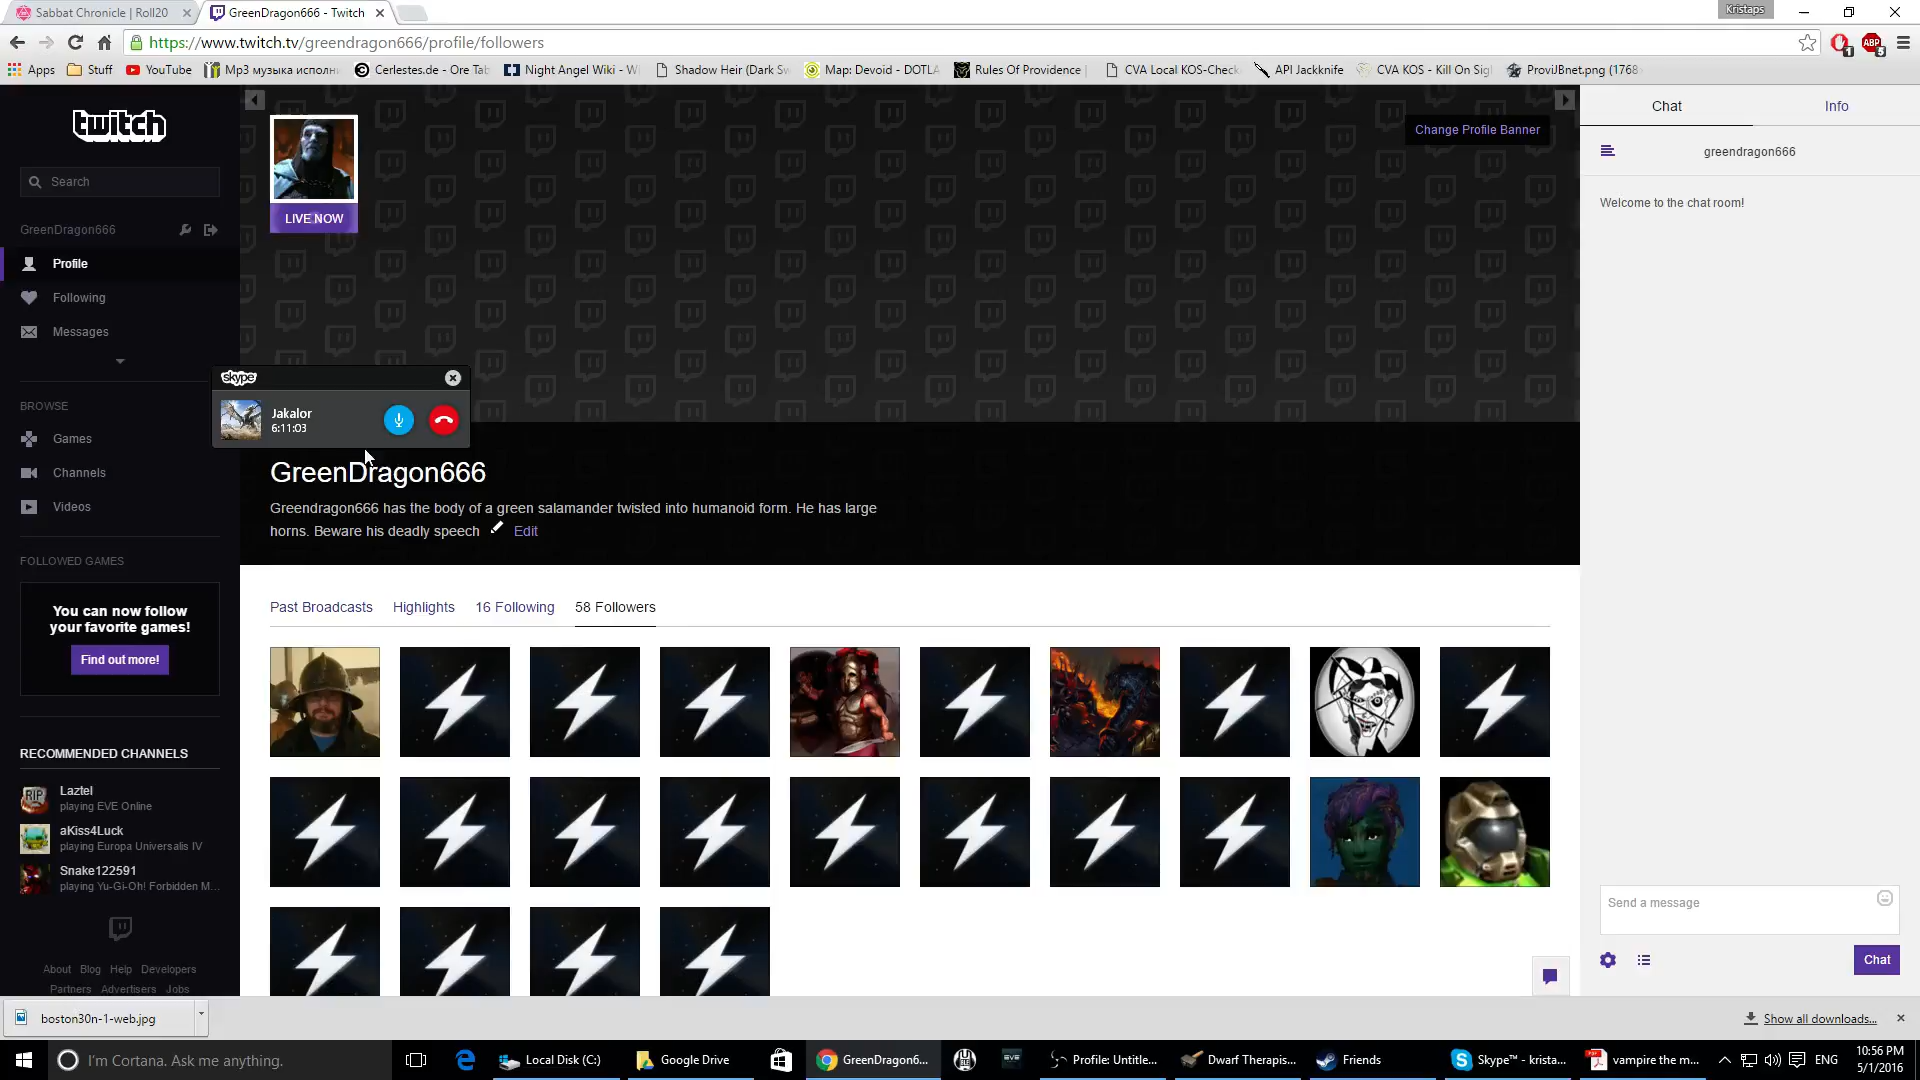 Sabbat Chronicle | Roll20
GreenDragon666 - Twitch
Kristaps
https://www.twitch.tv/greendragon666/profile/followers
1
ABP
Apps
Stuff
YouTube
Mp3 музыка исполни
Cerlestes.de - Ore Tab
Night Angel Wiki - W
Shadow Heir (Dark Sw
Map: Devoid - DOTLA
Rules Of Providence
CVA Local KOS-Check
API Jackknife
CVA KOS - Kill On Sig
ProviJBnet.png (1768
twitch
Search
GreenDragon666
Profile
Following
Messages
BROWSE
Games
Channels
Videos
FOLLOWED GAMES
You can now follow
your favorite games!
Find out more!
RECOMMENDED CHANNELS
Laztel
playing EVE Online
aKiss4Luck
playing Europa Universalis IV
Snake122591
playing Yu-Gi-Oh! Forbidden M...
About Blog Help Developers
Partners Advertisers Jobs
LIVE NOW
Change Profile Banner
skype
Jakalor
6:11:03
GreenDragon666
Greendragon666 has the body of a green salamander twisted into humanoid form. He has large
horns. Beware his deadly speech Edit
Past Broadcasts Highlights 16 Following 58 Followers
Chat Info
greendragon666
Welcome to the chat room!
Send a message
Chat
boston30n-1-web.jpg
Show all downloads...
I'm Cortana. Ask me anything.
Local Disk (C:)
Google Drive
GreenDragon6...
EVE
Profile: Untitle...
Dwarf Therapis...
Friends
Skype™ - krista...
vampire the m...
ENG
10:56 PM
5/1/2016